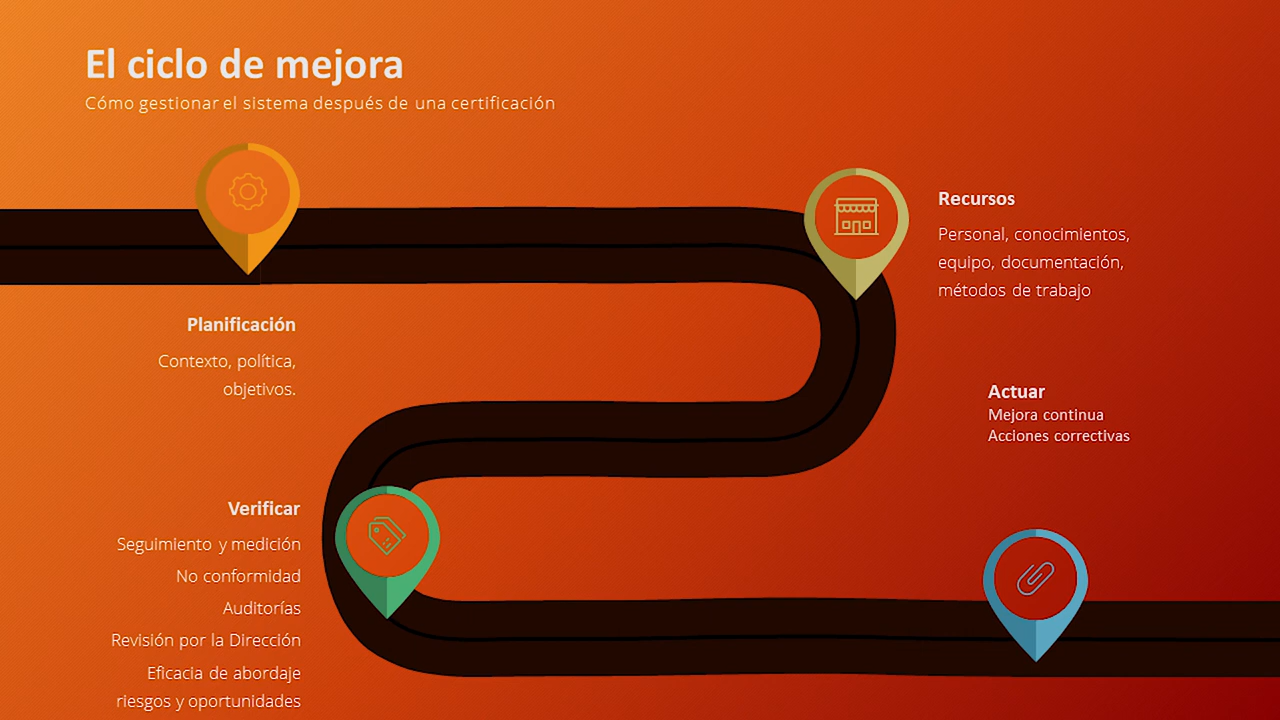 El ciclo de mejora
Cómo gestionar el sistema después de una certificación
Recursos
Personal, conocimientos,
equipo, documentación,
métodos de trabajo
Planificación
Contexto, política,
objetivos.
Actuar
Mejora continua
Acciones correctivas
Verificar
Seguimiento y medición
No conformidad
Auditorías
Revisión por la Dirección
Eficacia de abordaje
riesgos y oportunidades